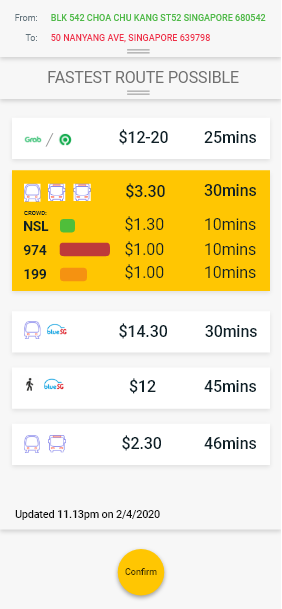 From: BLK 542 CHOA CHU KANG ST52 SINGAPORE 680542
To: 50 NANYANG AVE, SINGAPORE 639798
FASTEST ROUTE POSSIBLE
Grab / $12-20 25mins
$3.30 30mins
CROWD:
NSL $1.30 10mins
974 $1.00 10mins
199 $1.00 10mins
blueSG $14.30 30mins
blueSG $12 45mins
$2.30 46mins
Updated 11.13pm on 2/4/2020
Confirm